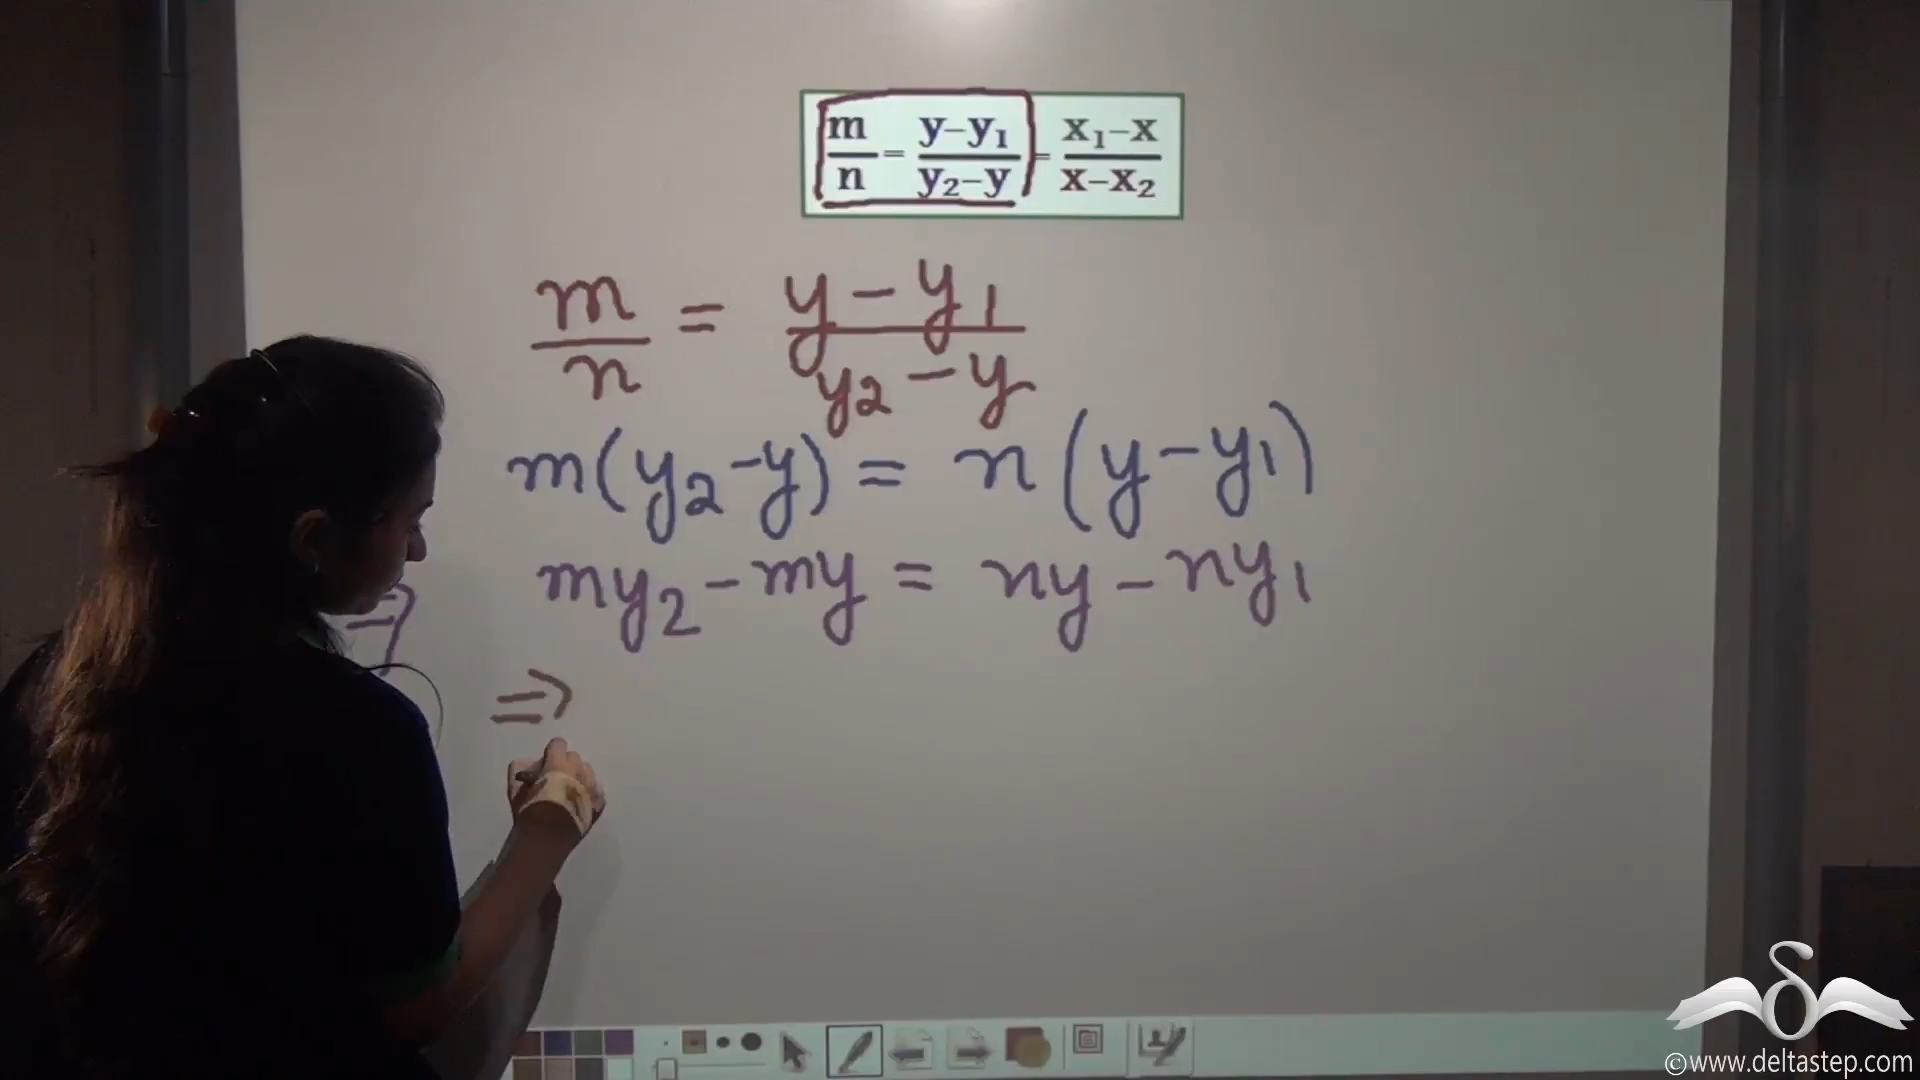 m/n = y–y₁/y₂–y = x₁–x/x–x₂
m/n = y – y₁/y₂ – y
m(y₂ – y) = n(y – y₁)
⇒ my₂ – my = ny – ny₁
⇒
©www.deltastep.com